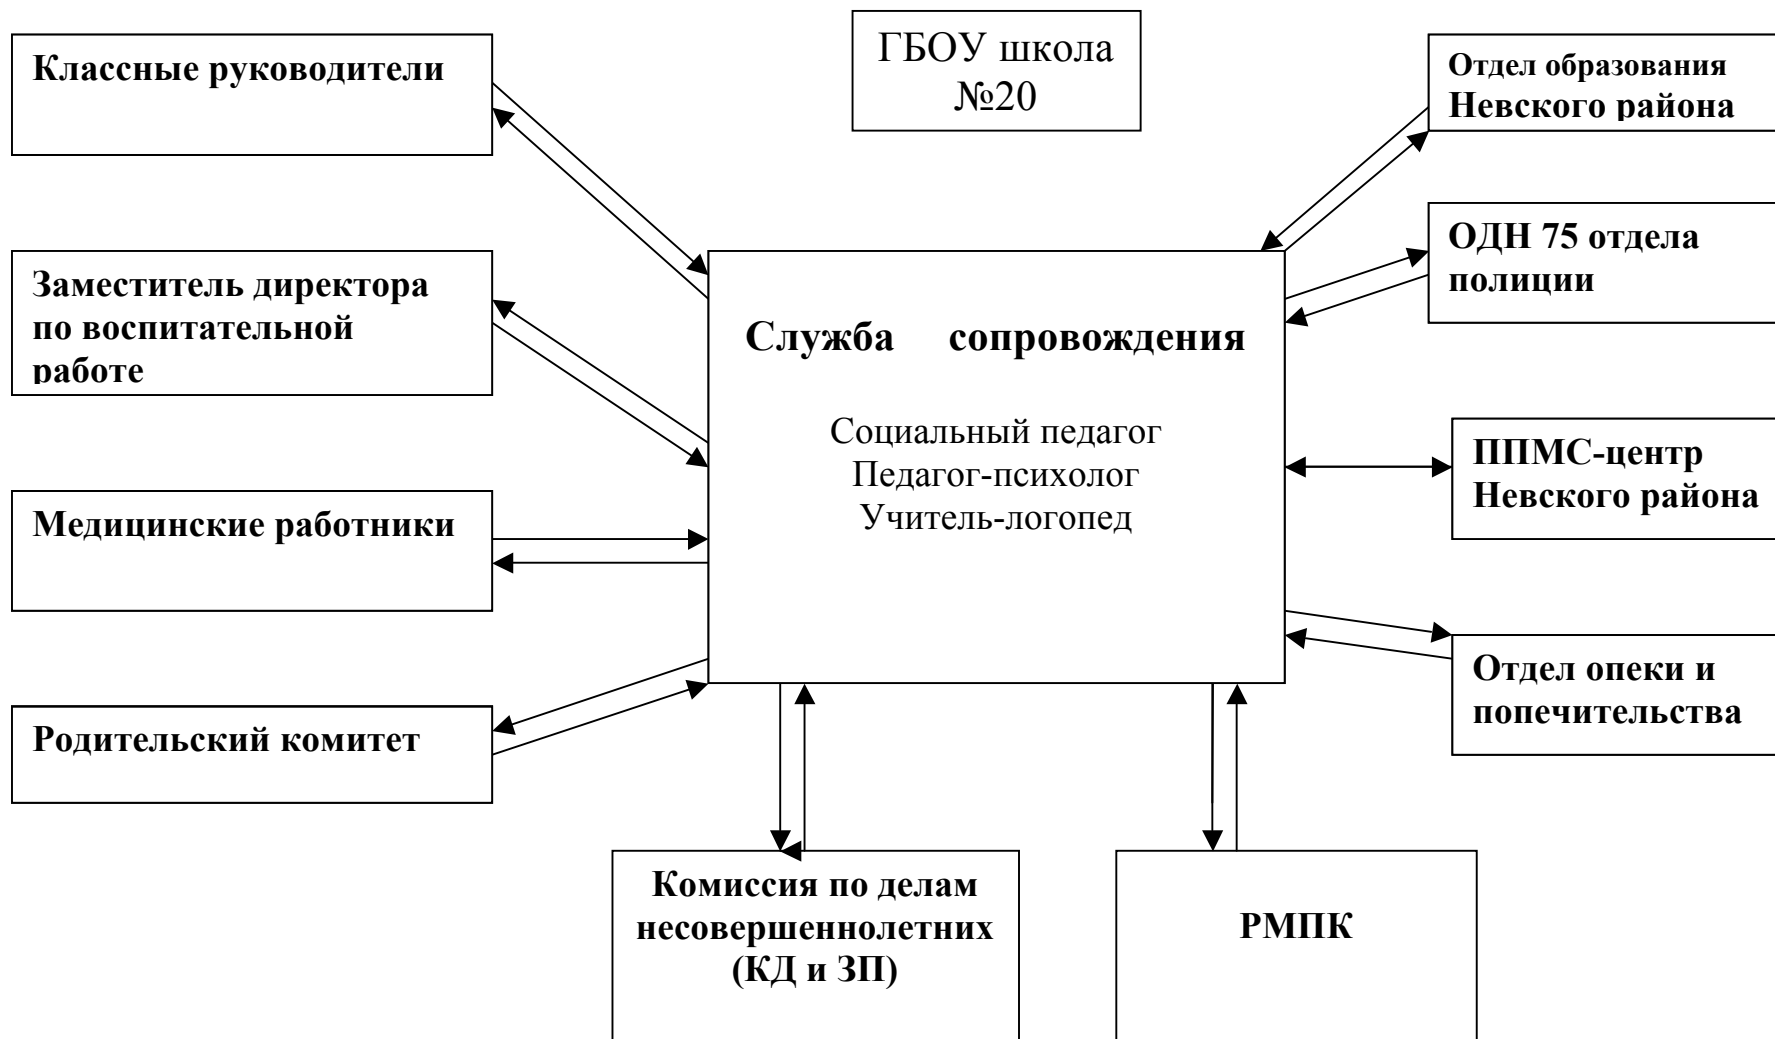 ГБОУ школа
№20
Классные руководители
Отдел образования
Невского района
Заместитель директора
по воспитательной
работе
ОДН 75 отдела
полиции
Служба сопровождения
Социальный педагог
Педагог-психолог
Учитель-логопед
ППМС-центр
Невского района
Медицинские работники
Отдел опеки и
попечительства
Родительский комитет
Комиссия по делам
несовершеннолетних
(КД и ЗП)
РМПК